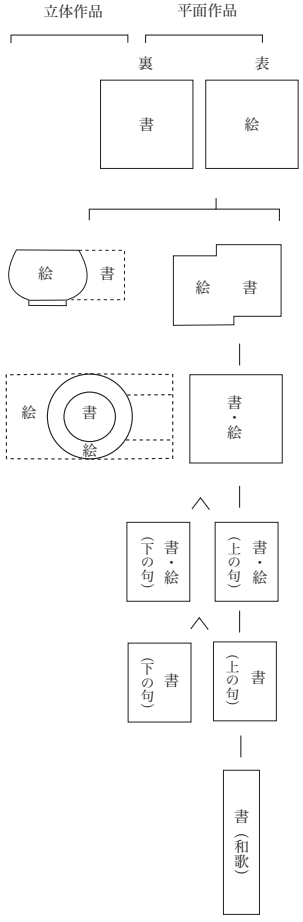 立体作品
平面作品
裏
表
書
絵
絵
書
絵
書
絵
書
絵
書・絵
書・絵
(上の句)
書・絵
(下の句)
書
(上の句)
書
(下の句)
書(和歌)